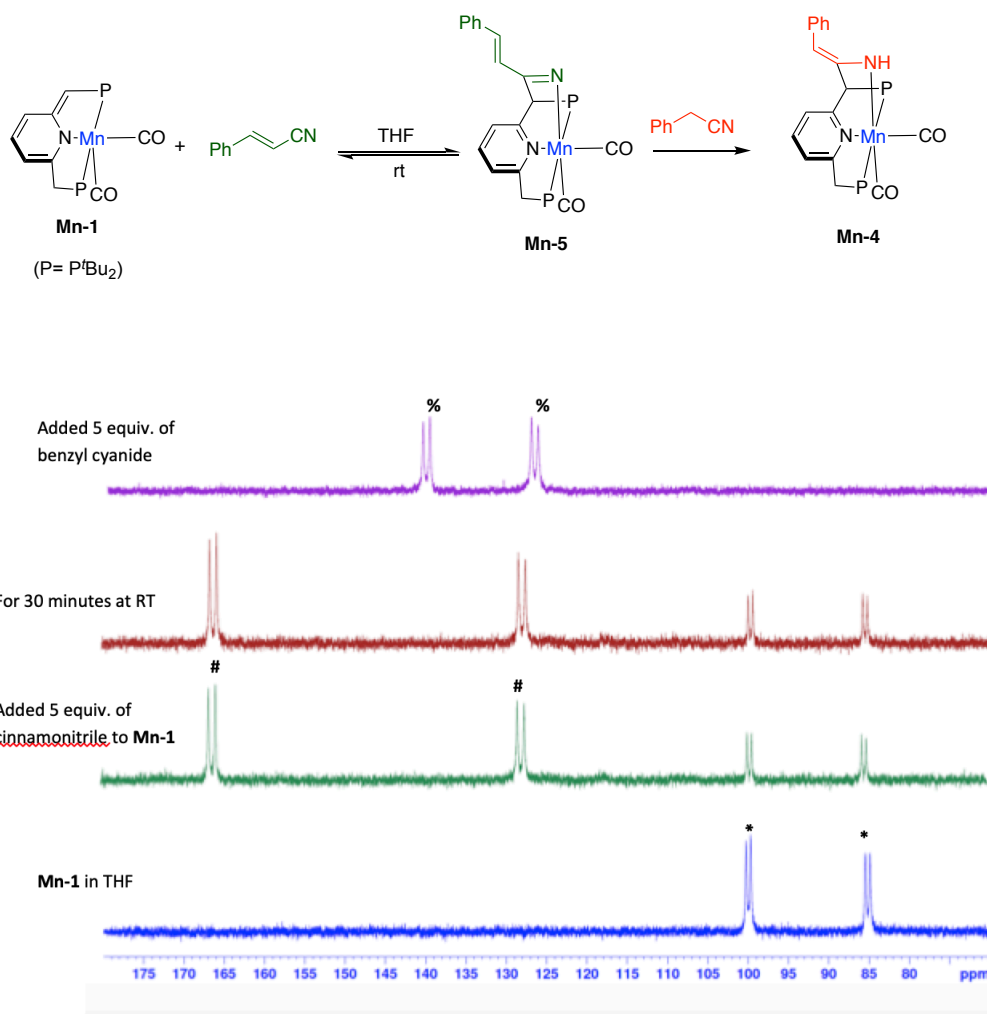 Ph
N
P
P
N
Mn
CO
P
CO
Mn-1
(P= PtBu2)
+
Ph
CN
THF
rt
N
Mn
CO
P
CO
Mn-5
Ph
CN
Ph
NH
P
N
Mn
CO
P
CO
Mn-4
Added 5 equiv. of
benzyl cyanide
%
%
For 30 minutes at RT
#
#
Added 5 equiv. of
cinnamonitrile to Mn-1
*
*
Mn-1 in THF
175 170 165 160 155 150 145 140 135 130 125 120 115 110 105 100 95 90 85 80 ppm